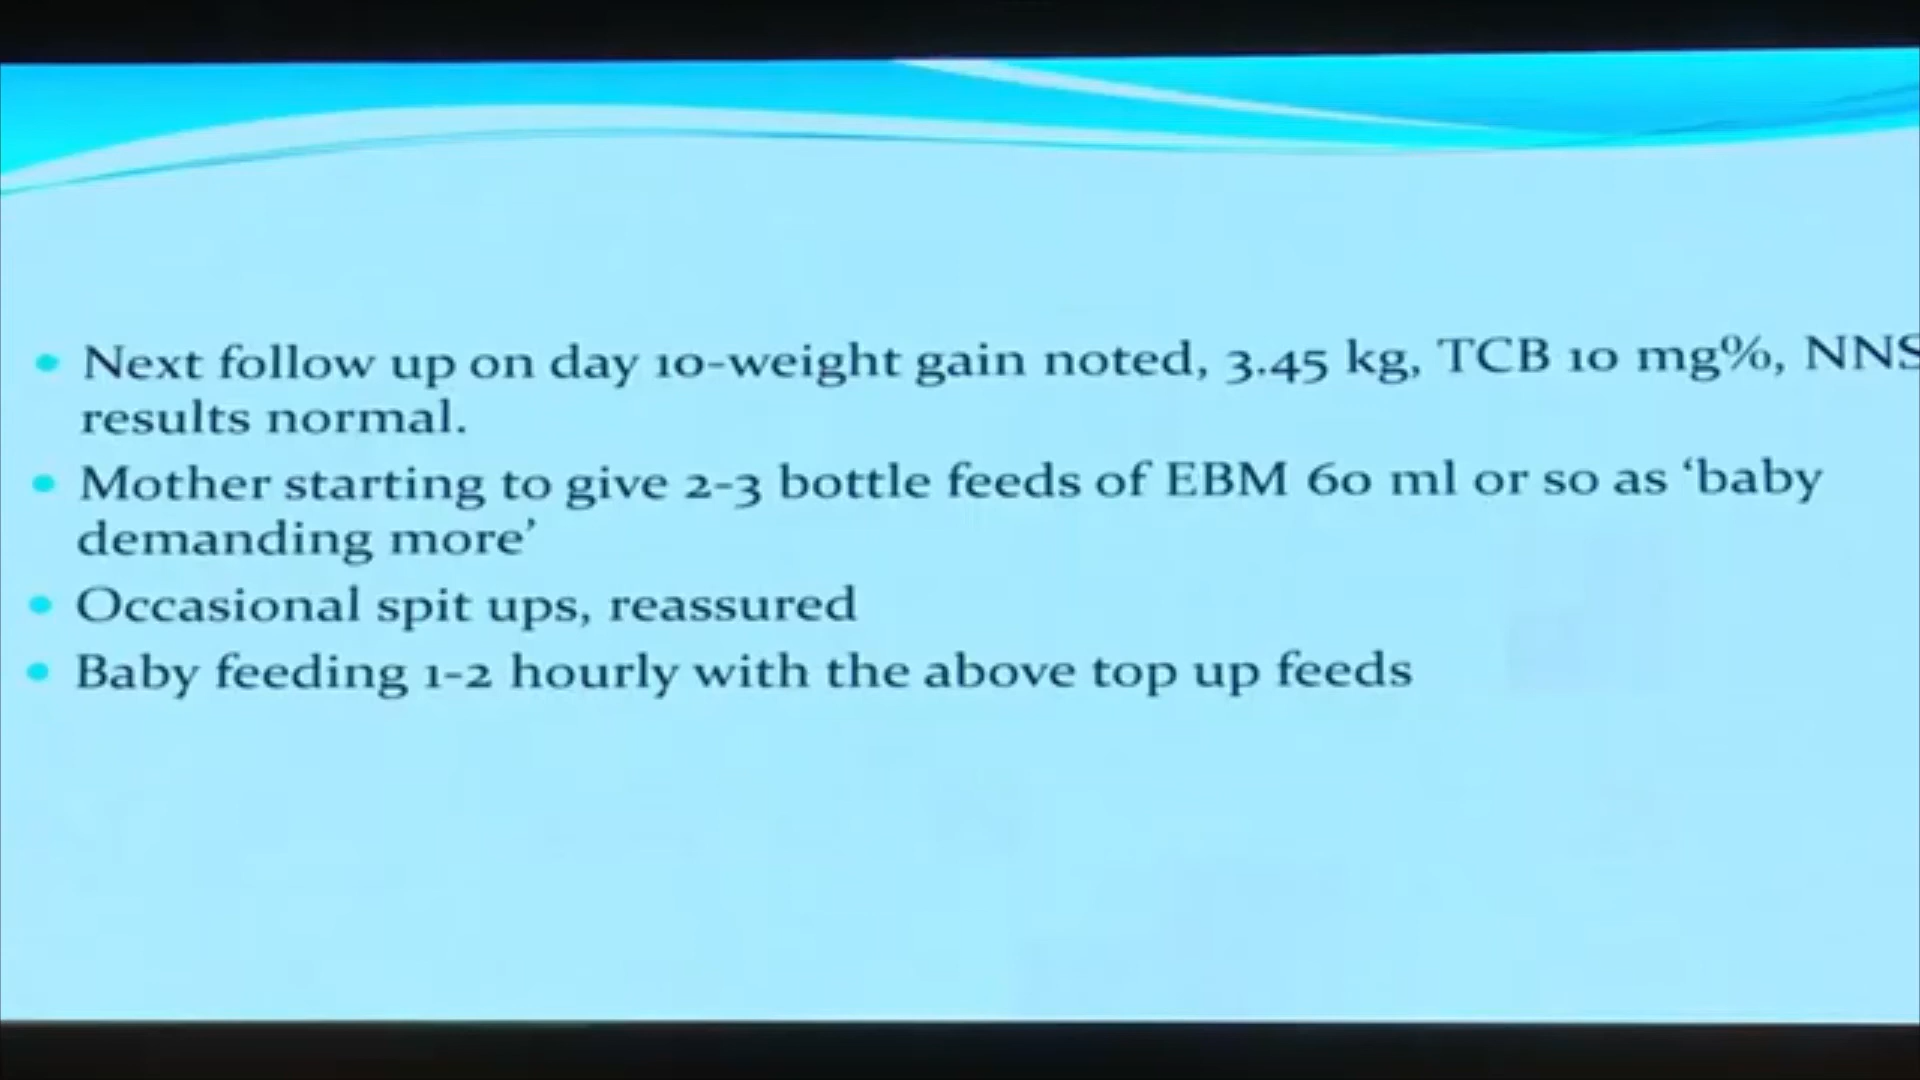 Next follow up on day 10-weight gain noted, 3.45 kg, TCB 10 mg%, NNS
results normal.
Mother starting to give 2-3 bottle feeds of EBM 60 ml or so as ‘baby
demanding more’
Occasional spit ups, reassured
Baby feeding 1-2 hourly with the above top up feeds